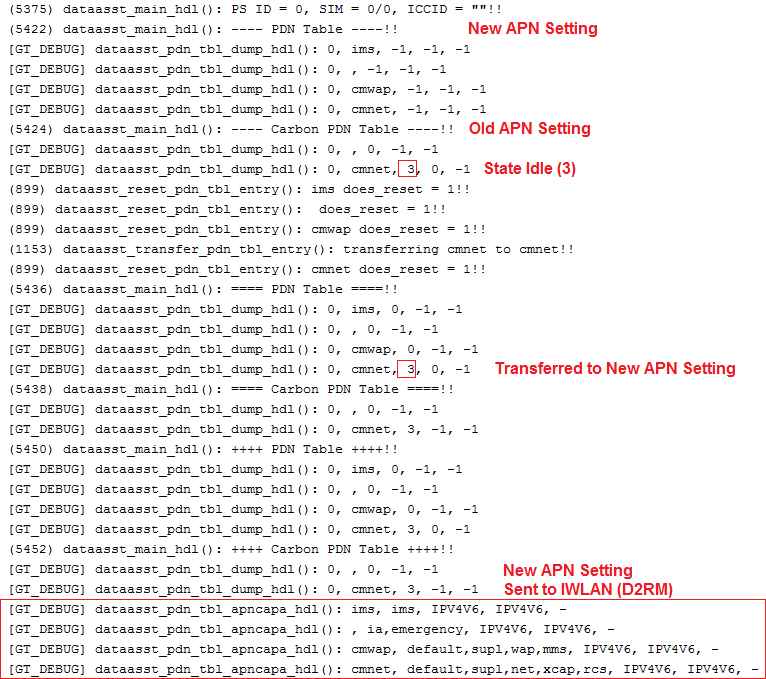 (5375) dataasst_main_hdl(): PS ID = 0, SIM = 0/0, ICCID = ""!!
(5422) dataasst_main_hdl(): ---- PDN Table ----!! New APN Setting
[GT_DEBUG] dataasst_pdn_tbl_dump_hdl(): 0, ims, -1, -1, -1
[GT_DEBUG] dataasst_pdn_tbl_dump_hdl(): 0, , -1, -1, -1
[GT_DEBUG] dataasst_pdn_tbl_dump_hdl(): 0, cmwap, -1, -1, -1
[GT_DEBUG] dataasst_pdn_tbl_dump_hdl(): 0, cmnet, -1, -1, -1
(5424) dataasst_main_hdl(): ---- Carbon PDN Table ----!! Old APN Setting
[GT_DEBUG] dataasst_pdn_tbl_dump_hdl(): 0, , 0, -1, -1
[GT_DEBUG] dataasst_pdn_tbl_dump_hdl(): 0, cmnet, 3, 0, -1 State Idle (3)
(899) dataasst_reset_pdn_tbl_entry(): ims does_reset = 1!!
(899) dataasst_reset_pdn_tbl_entry():  does_reset = 1!!
(899) dataasst_reset_pdn_tbl_entry(): cmwap does_reset = 1!!
(1153) dataasst_transfer_pdn_tbl_entry(): transferring cmnet to cmnet!!
(899) dataasst_reset_pdn_tbl_entry(): cmnet does_reset = 1!!
(5436) dataasst_main_hdl(): ==== PDN Table ====!!
[GT_DEBUG] dataasst_pdn_tbl_dump_hdl(): 0, ims, 0, -1, -1
[GT_DEBUG] dataasst_pdn_tbl_dump_hdl(): 0, , 0, -1, -1
[GT_DEBUG] dataasst_pdn_tbl_dump_hdl(): 0, cmwap, 0, -1, -1
[GT_DEBUG] dataasst_pdn_tbl_dump_hdl(): 0, cmnet, 3, 0, -1 Transferred to New APN Setting
(5438) dataasst_main_hdl(): ==== Carbon PDN Table ====!!
[GT_DEBUG] dataasst_pdn_tbl_dump_hdl(): 0, , 0, -1, -1
[GT_DEBUG] dataasst_pdn_tbl_dump_hdl(): 0, cmnet, 3, -1, -1
(5450) dataasst_main_hdl(): ++++ PDN Table ++++!!
[GT_DEBUG] dataasst_pdn_tbl_dump_hdl(): 0, ims, 0, -1, -1
[GT_DEBUG] dataasst_pdn_tbl_dump_hdl(): 0, , 0, -1, -1
[GT_DEBUG] dataasst_pdn_tbl_dump_hdl(): 0, cmwap, 0, -1, -1
[GT_DEBUG] dataasst_pdn_tbl_dump_hdl(): 0, cmnet, 3, 0, -1
(5452) dataasst_main_hdl(): ++++ Carbon PDN Table ++++!!
[GT_DEBUG] dataasst_pdn_tbl_dump_hdl(): 0, , 0, -1, -1 New APN Setting
[GT_DEBUG] dataasst_pdn_tbl_dump_hdl(): 0, cmnet, 3, -1, -1 Sent to IWLAN (D2RM)
[GT_DEBUG] dataasst_pdn_tbl_apncapa_hdl(): ims, ims, IPV4V6, IPV4V6, -
[GT_DEBUG] dataasst_pdn_tbl_apncapa_hdl(): , ia,emergency, IPV4V6, IPV4V6, -
[GT_DEBUG] dataasst_pdn_tbl_apncapa_hdl(): cmwap, default,supl,wap,mms, IPV4V6, IPV4V6, -
[GT_DEBUG] dataasst_pdn_tbl_apncapa_hdl(): cmnet, default,supl,net,xcap,rcs, IPV4V6, IPV4V6, -